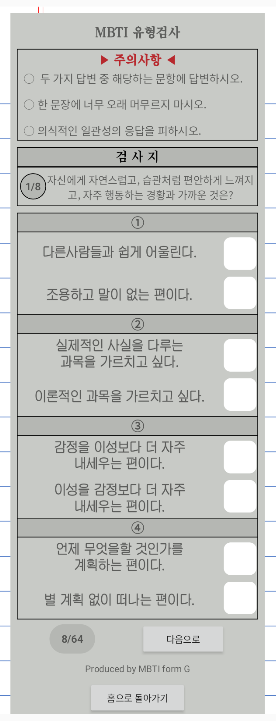 MBTI 유형검사
▶ 주의사항 ◀
○ 두 가지 답변 중 해당하는 문항에 답변하시오.
○ 한 문장에 너무 오래 머무르지 마시오.
○ 의식적인 일관성의 응답을 피하시오.
검 사 지
1/8
자신에게 자연스럽고, 습관처럼 편안하게 느껴지
고, 자주 행동하는 경황과 가까운 것은?
①
다른사람들과 쉽게 어울린다.
조용하고 말이 없는 편이다.
②
실제적인 사실을 다루는
과목을 가르치고 싶다.
이론적인 과목을 가르치고 싶다.
③
감정을 이성보다 더 자주
내세우는 편이다.
이성을 감정보다 더 자주
내세우는 편이다.
④
언제 무엇을할 것인가를
계획하는 편이다.
별 계획 없이 떠나는 편이다.
8/64
다음으로
Produced by MBTI form G
홈으로 돌아가기